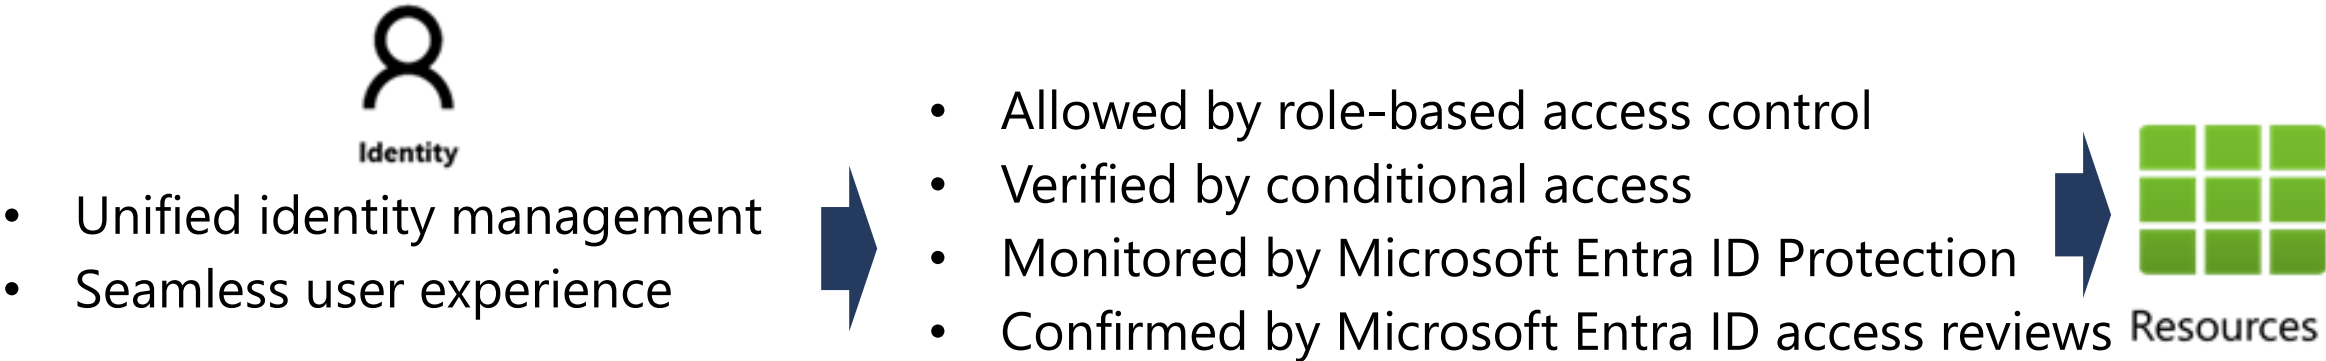 Identity
• Unified identity management
• Seamless user experience
• Allowed by role-based access control
• Verified by conditional access
• Monitored by Microsoft Entra ID Protection
• Confirmed by Microsoft Entra ID access reviews
Resources